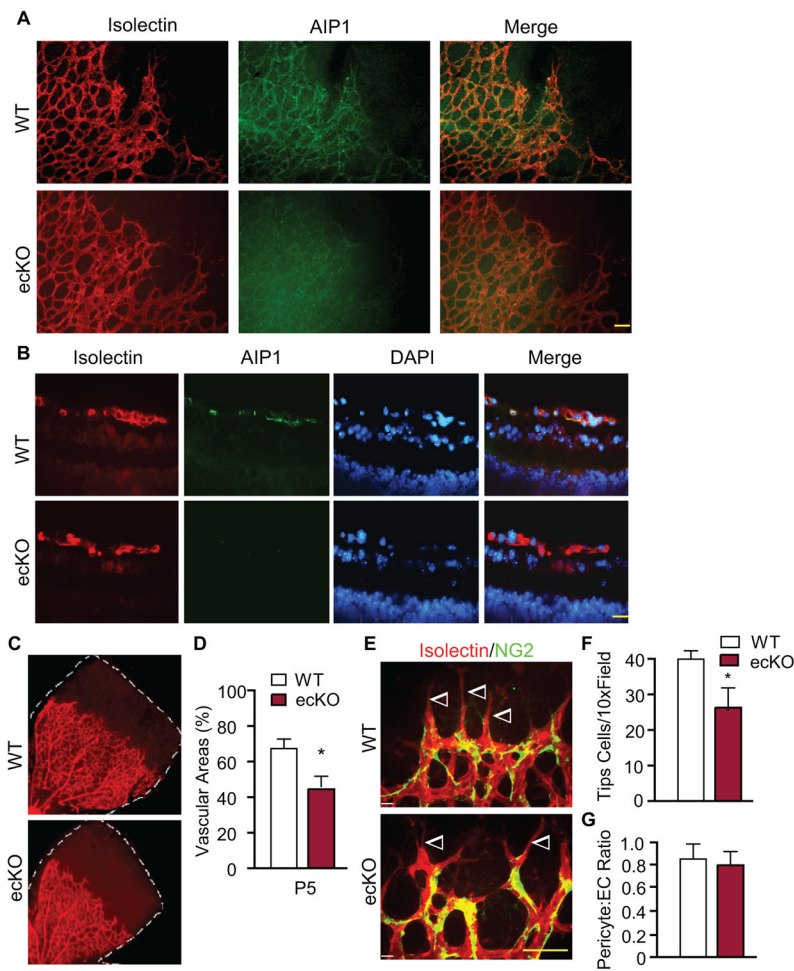 A
Isolectin AIP1 Merge
WT
ecKO
B
Isolectin AIP1 DAPI Merge
WT
ecKO
C
WT
ecKO
D
WT
ecKO
Vascular Areas (%)
100
80
60
40
20
0
*
P5
E
Isolectin/NG2
WT
ecKO
F
WT
ecKO
Tips Cells/10xField
40
30
20
10
0
*
G
Pericyte:EC Ratio
1.0
0.8
0.6
0.4
0.2
0